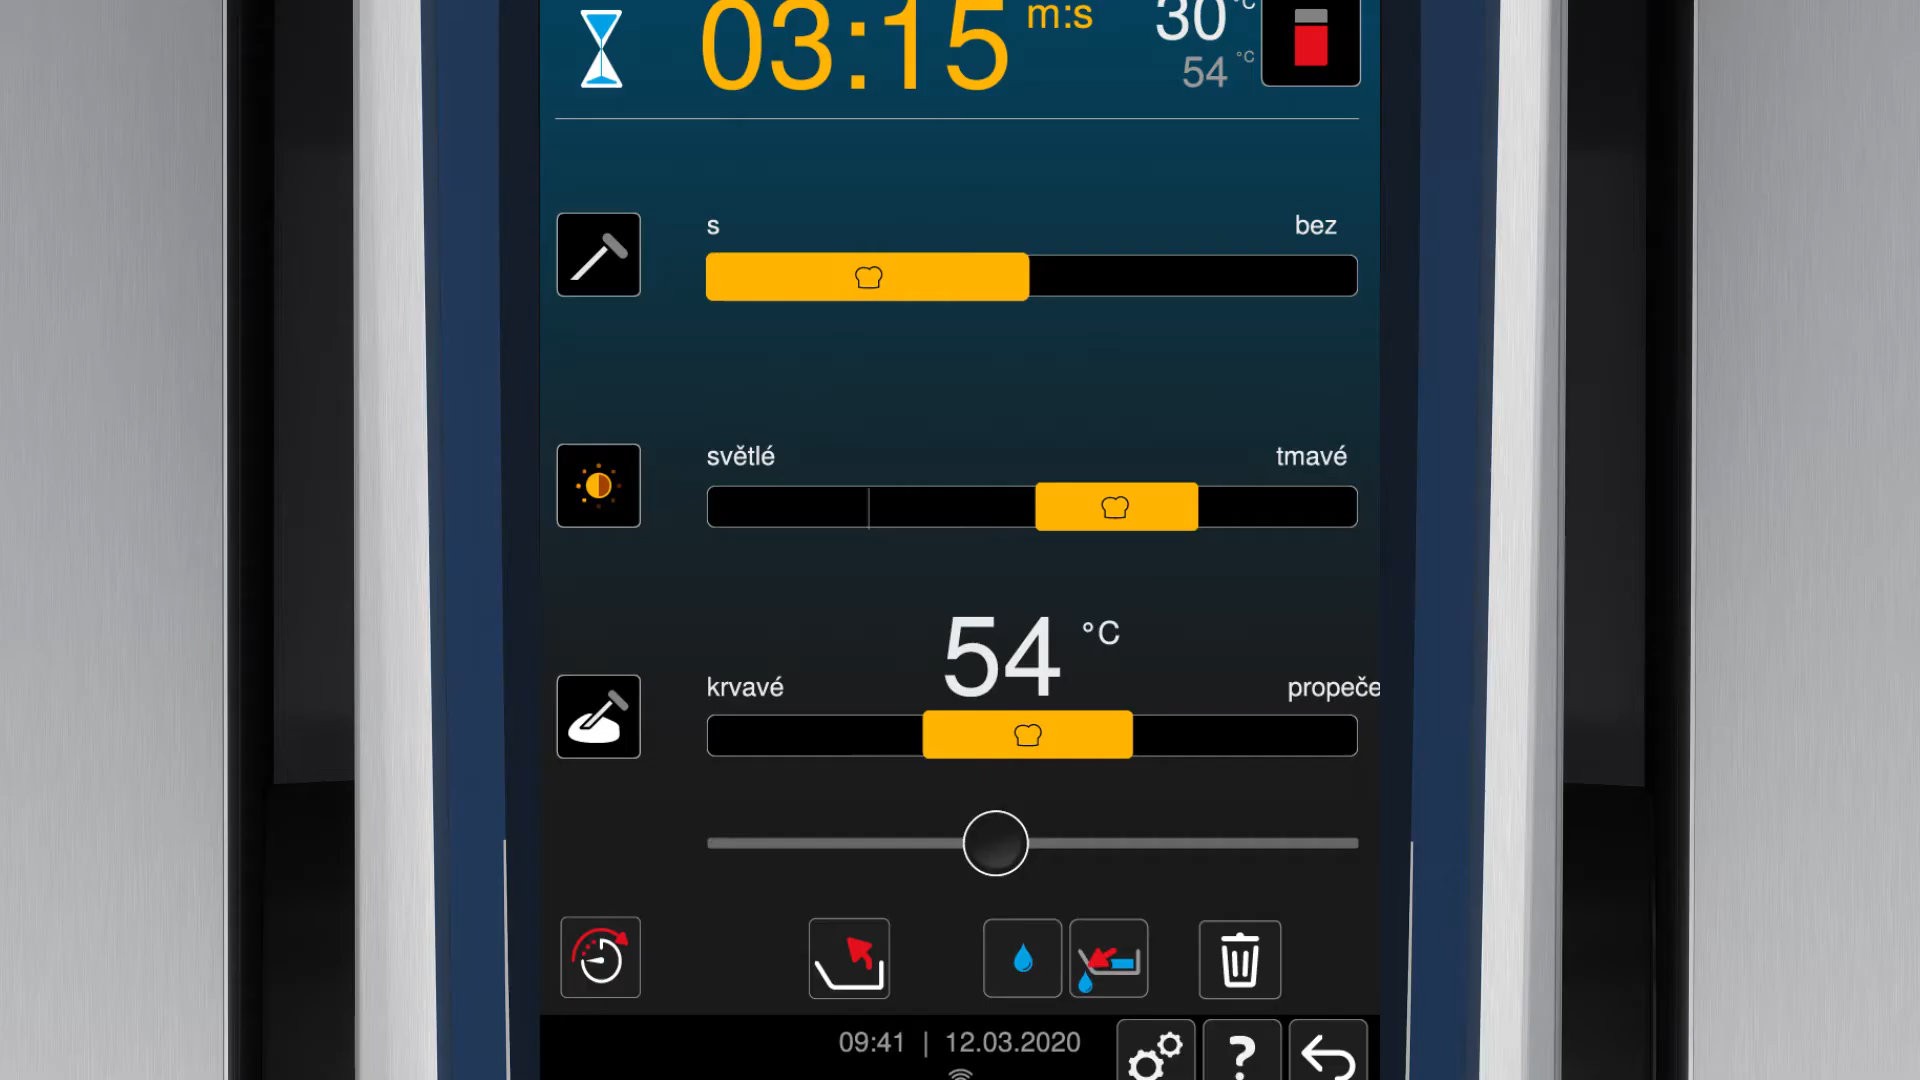 03:15 m:s
30 °C
54 °C
s bez
světlé tmavé
54 °C
krvavé propeče
09:41 | 12.03.2020
?